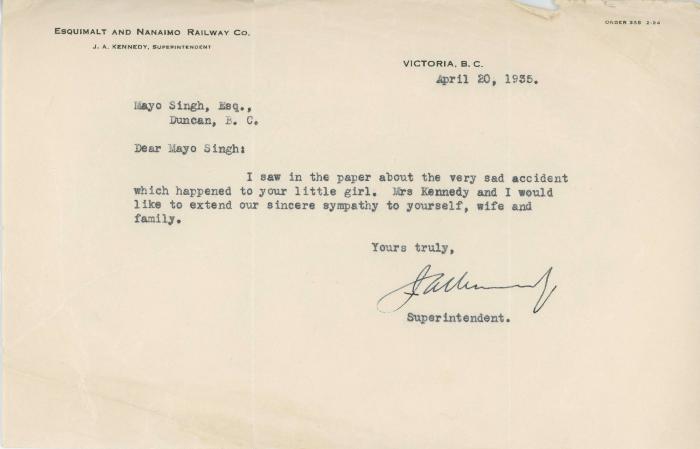 ORDER 358 2-34
ESQUIMALT AND NANAIMO RAILWAY CO.
J. A. KENNEDY, SUPERINTENDENT
VICTORIA, B. C.
April 20, 1935.
Mayo Singh, Esq.,
Duncan, B. C.
Dear Mayo Singh:
I saw in the paper about the very sad accident
which happened to your little girl. Mrs Kennedy and I would
like to extend our sincere sympathy to yourself, wife and
family.
Yours truly,
J A Kennedy
Superintendent.